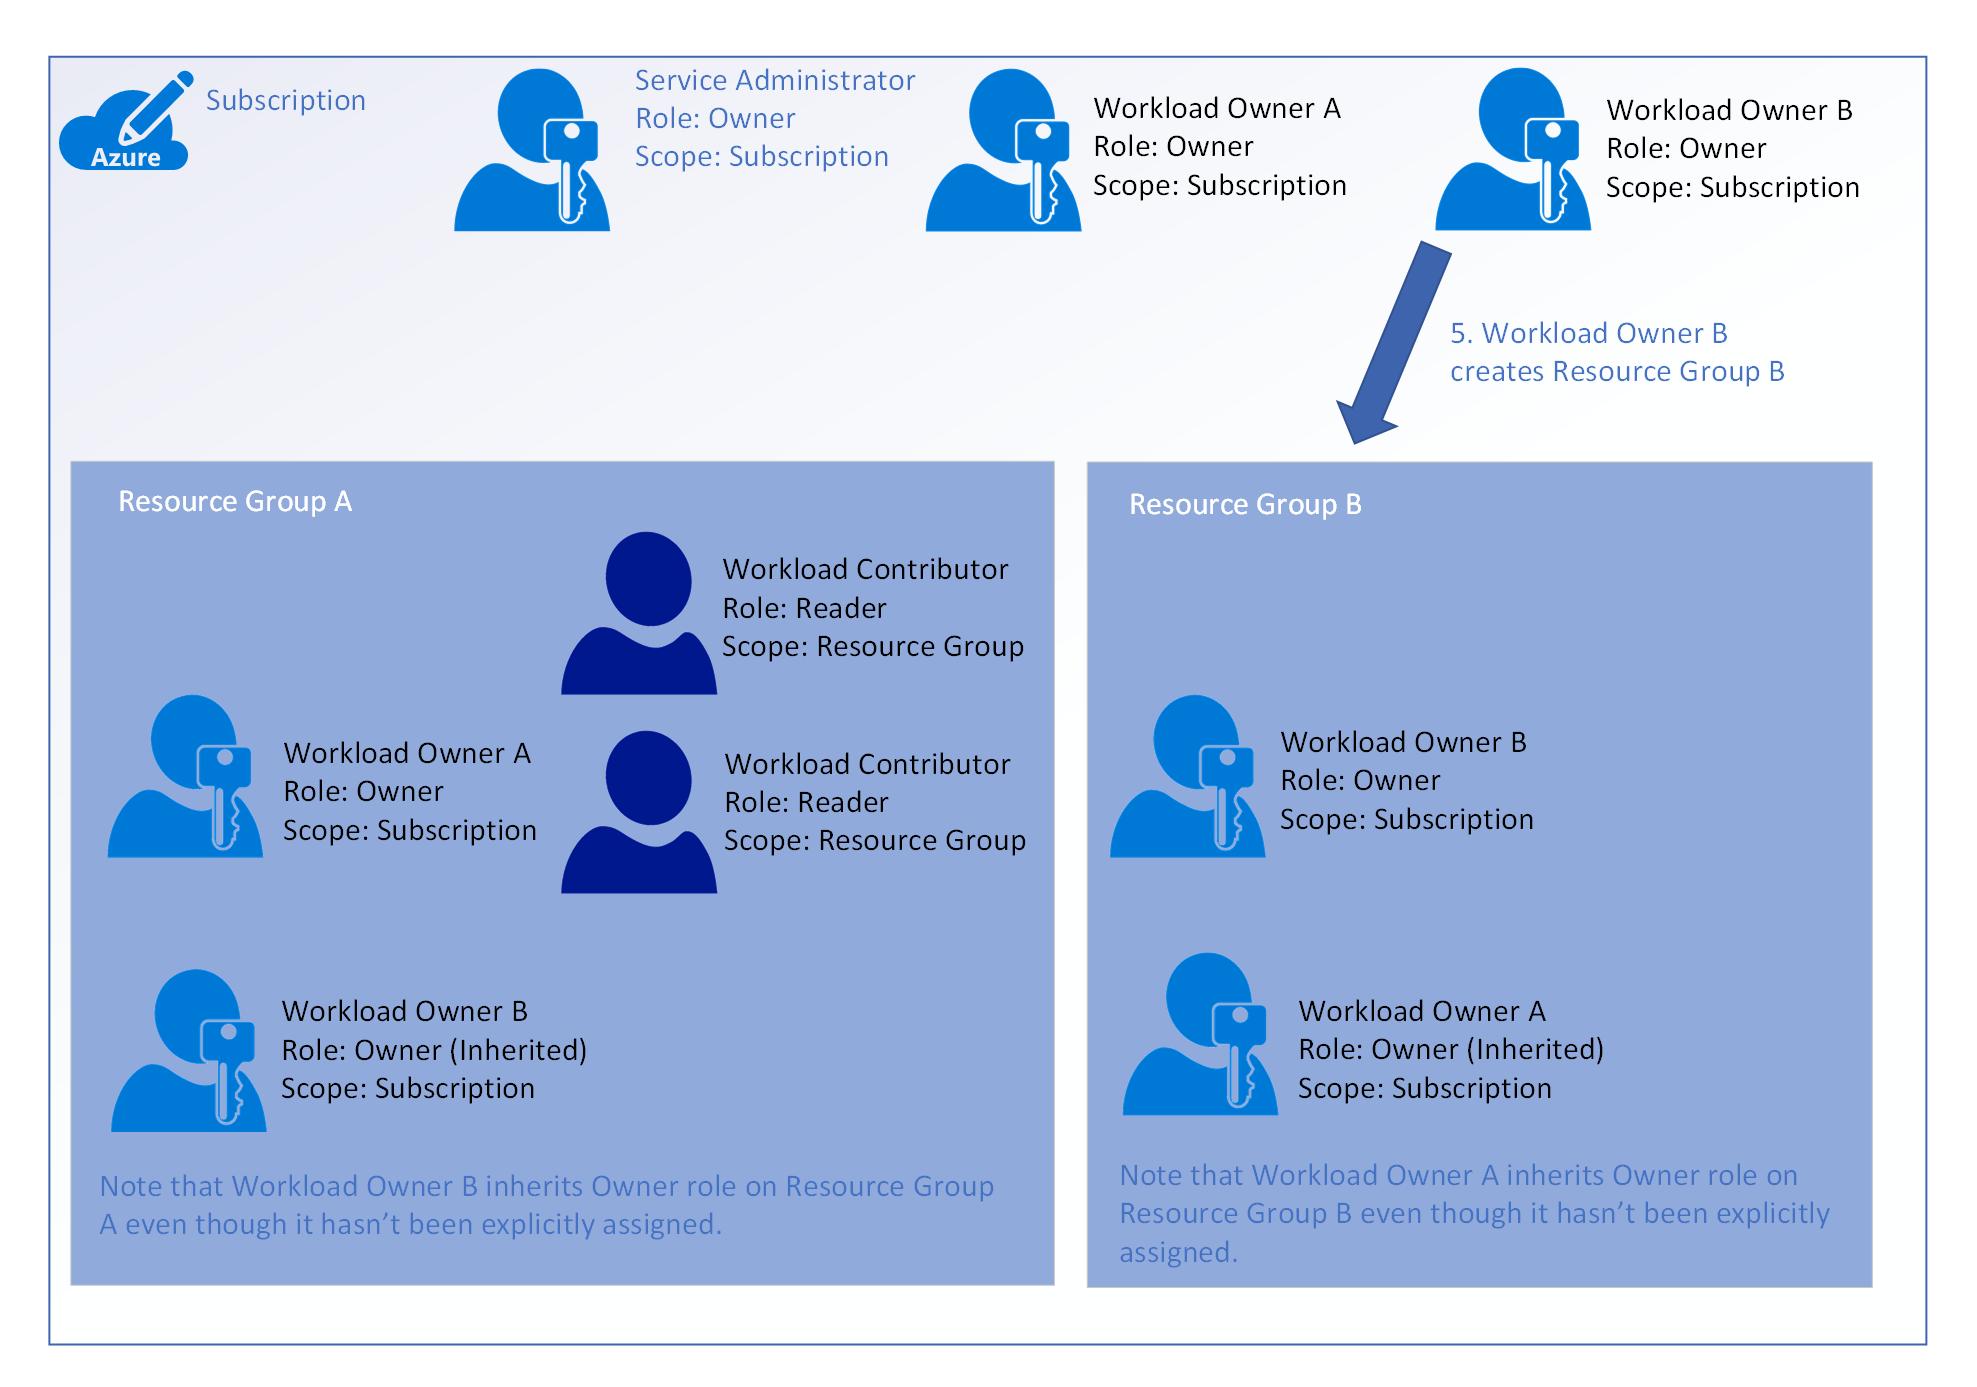 Azure
Subscription
Service Administrator
Role: Owner
Scope: Subscription
Workload Owner A
Role: Owner
Scope: Subscription
Workload Owner B
Role: Owner
Scope: Subscription
5. Workload Owner B
creates Resource Group B
Resource Group A
Workload Contributor
Role: Reader
Scope: Resource Group
Workload Owner A
Role: Owner
Scope: Subscription
Workload Contributor
Role: Reader
Scope: Resource Group
Workload Owner B
Role: Owner (Inherited)
Scope: Subscription
Note that Workload Owner B inherits Owner role on Resource Group
A even though it hasn’t been explicitly assigned.
Resource Group B
Workload Owner B
Role: Owner
Scope: Subscription
Workload Owner A
Role: Owner (Inherited)
Scope: Subscription
Note that Workload Owner A inherits Owner role on
Resource Group B even though it hasn’t been explicitly
assigned.